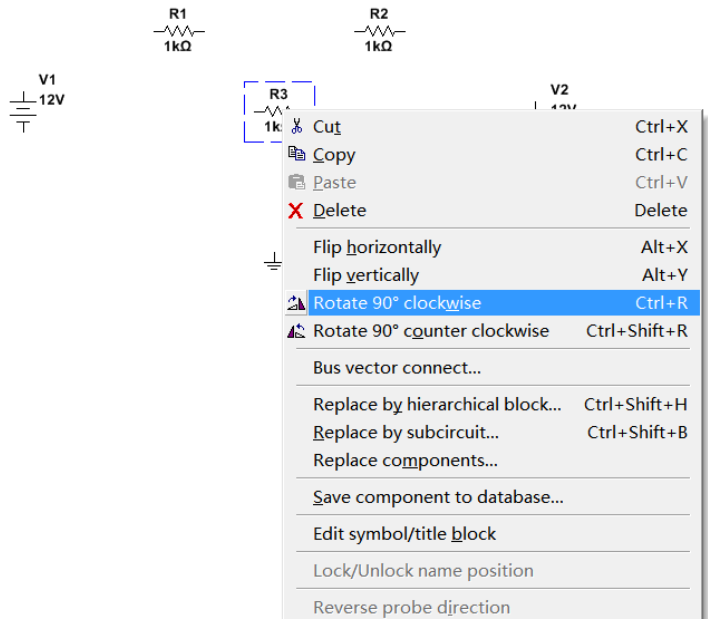 R1
1kΩ
R2
1kΩ
V1
12V
R3
V2
12V
Cut Ctrl+X
Copy Ctrl+C
Paste Ctrl+V
Delete Delete
Flip horizontally Alt+X
Flip vertically Alt+Y
Rotate 90° clockwise Ctrl+R
Rotate 90° counter clockwise Ctrl+Shift+R
Bus vector connect...
Replace by hierarchical block... Ctrl+Shift+H
Replace by subcircuit... Ctrl+Shift+B
Replace components...
Save component to database...
Edit symbol/title block
Lock/Unlock name position
Reverse probe direction